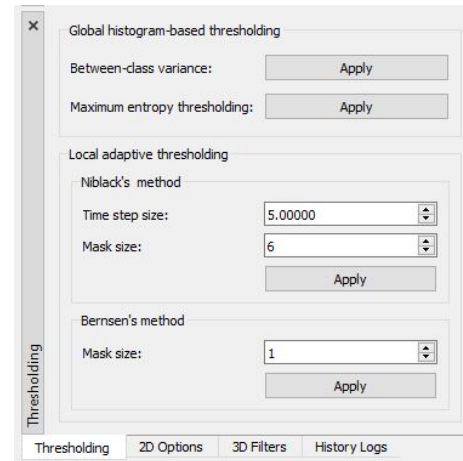 Global histogram-based thresholding
Between-class variance: Apply
Maximum entropy thresholding: Apply
Local adaptive thresholding
Niblack's method
Time step size: 5.00000
Mask size: 6
Apply
Bernsen's method
Mask size: 1
Apply
Thresholding
Thresholding 2D Options 3D Filters History Logs